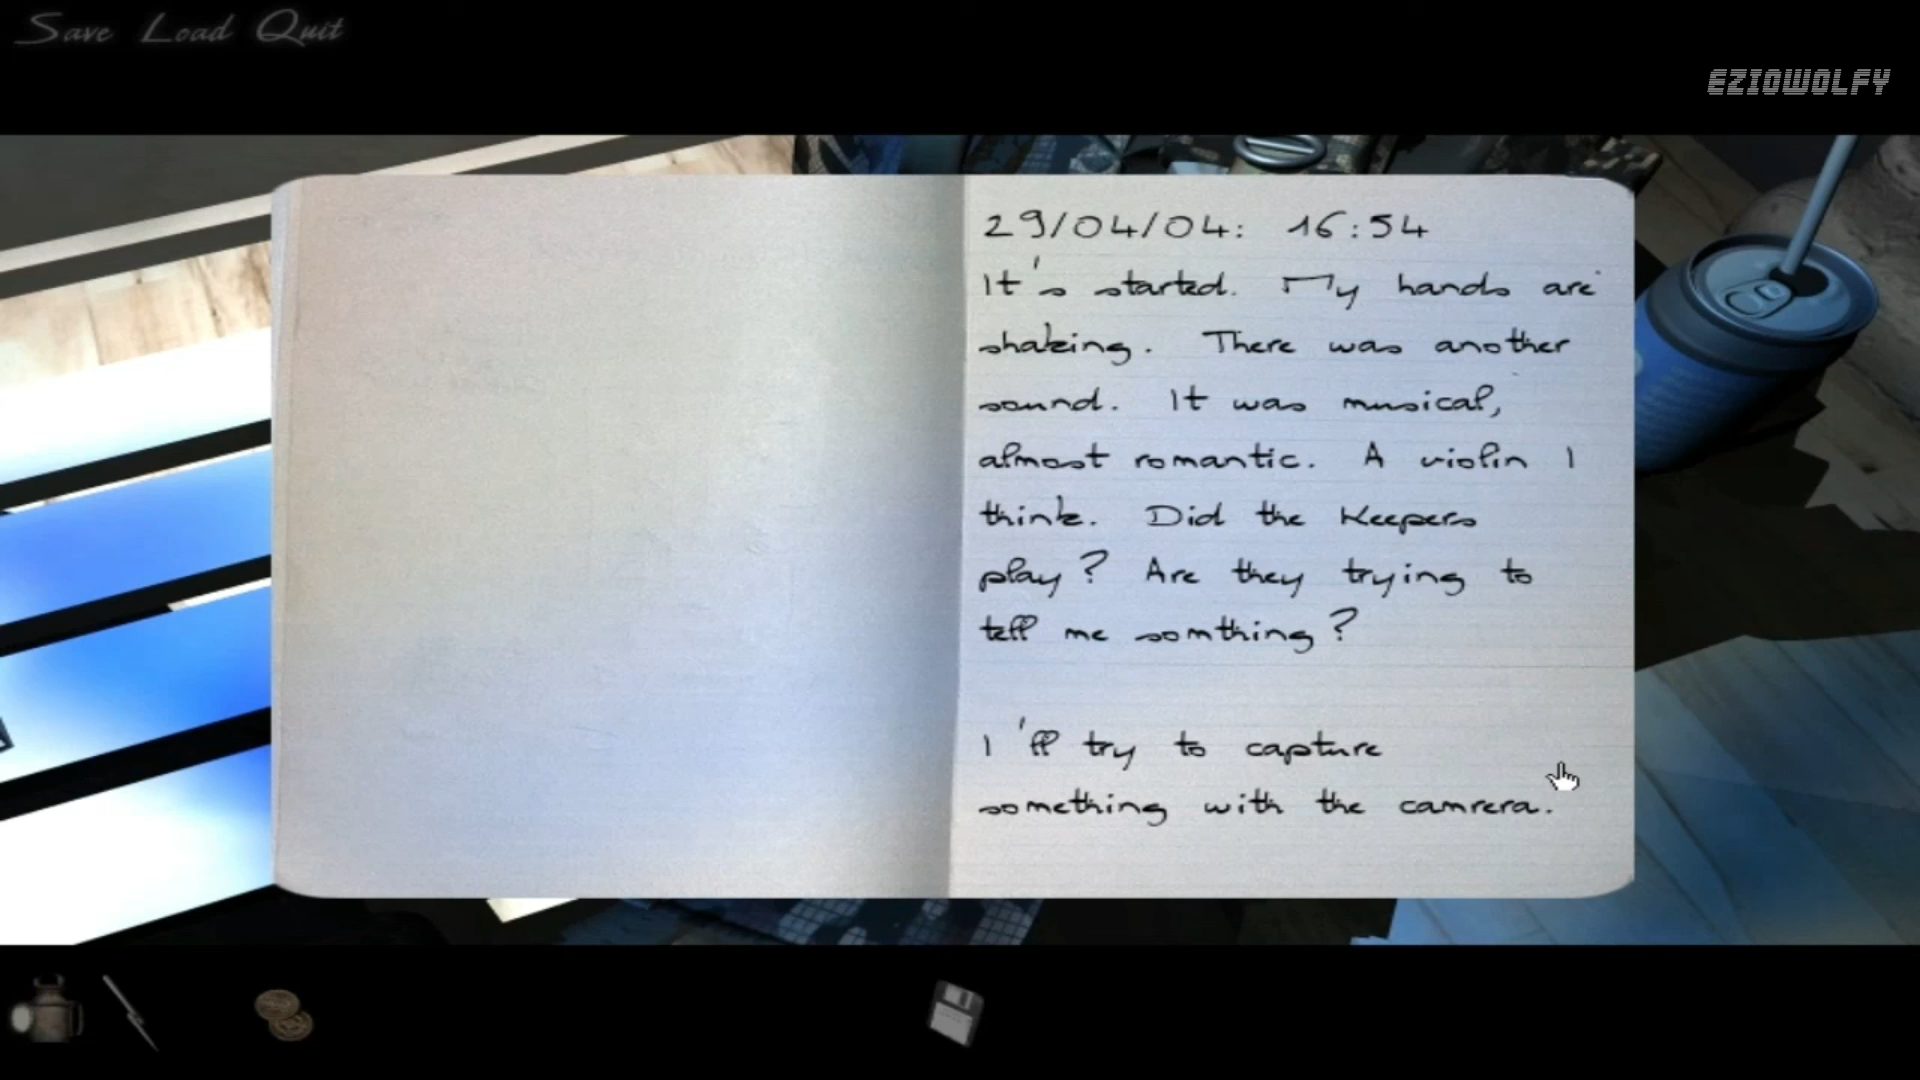 Save Load Quit
EZIOWOLFY
29/04/04: 16:54
It's started. My hands are
shaking. There was another
sound. It was musical,
almost romantic. A violin I
think. Did the Keepers
play? Are they trying to
tell me somthing?
I'll try to capture
something with the camrera.